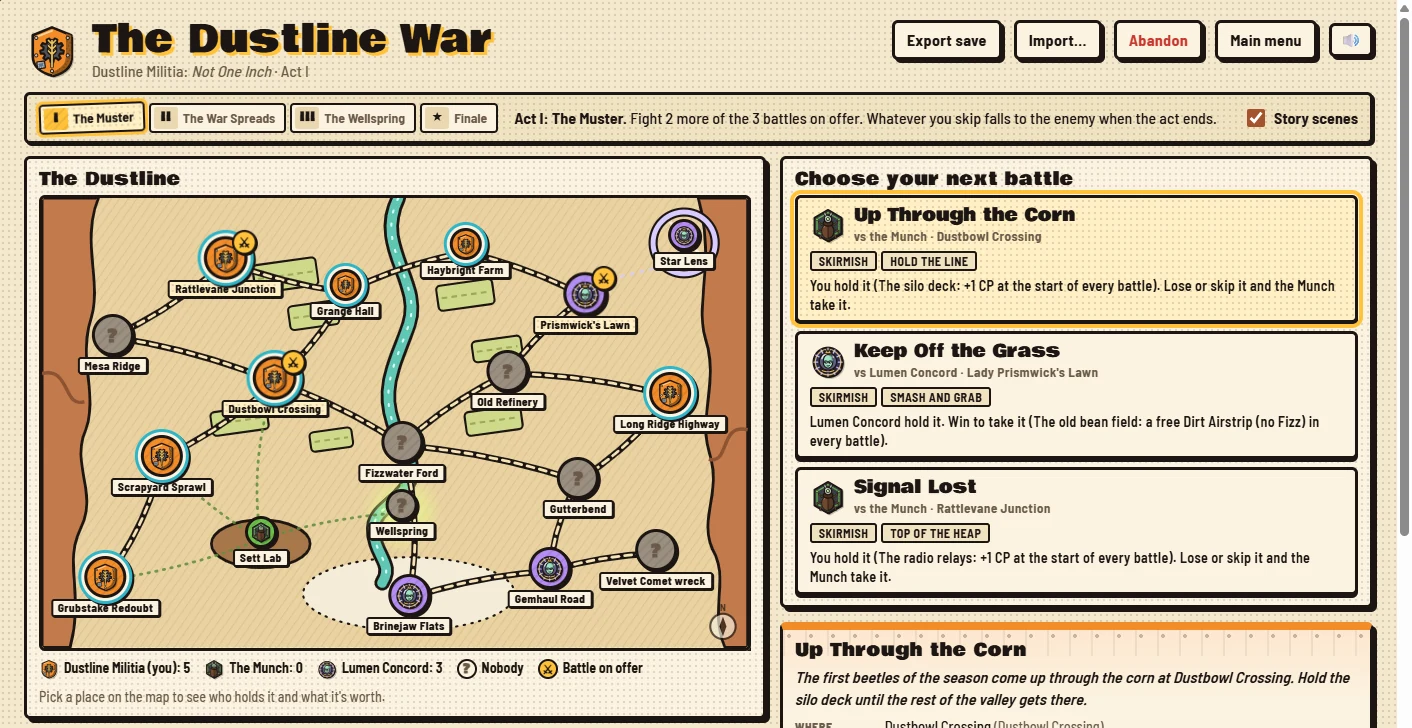 The Dustline War
Dustline Militia: Not One Inch · Act I
Export save
Import...
Abandon
Main menu
I The Muster
II The War Spreads
III The Wellspring
★ Finale
Act I: The Muster. Fight 2 more of the 3 battles on offer. Whatever you skip falls to the enemy when the act ends.
Story scenes
The Dustline
Star Lens
Haybright Farm
Rattlevane Junction
Grange Hall
Prismwick's Lawn
Mesa Ridge
?
Dustbowl Crossing
?
Old Refinery
Long Ridge Highway
?
Fizzwater Ford
Scrapyard Sprawl
?
Gutterbend
?
Wellspring
Sett Lab
?
Velvet Comet wreck
Grubstake Redoubt
Gemhaul Road
Brinejaw Flats
N
Dustline Militia (you): 5
The Munch: 0
Lumen Concord: 3
? Nobody
Battle on offer
Pick a place on the map to see who holds it and what it's worth.
Choose your next battle
Up Through the Corn
vs the Munch · Dustbowl Crossing
SKIRMISH
HOLD THE LINE
You hold it (The silo deck: +1 CP at the start of every battle). Lose or skip it and the Munch
take it.
Keep Off the Grass
vs Lumen Concord · Lady Prismwick's Lawn
SKIRMISH
SMASH AND GRAB
Lumen Concord hold it. Win to take it (The old bean field: a free Dirt Airstrip (no Fizz) in
every battle).
Signal Lost
vs the Munch · Rattlevane Junction
SKIRMISH
TOP OF THE HEAP
You hold it (The radio relays: +1 CP at the start of every battle). Lose or skip it and the
Munch take it.
Up Through the Corn
The first beetles of the season come up through the corn at Dustbowl Crossing. Hold the
silo deck until the rest of the valley gets there.
WHERE
Dustbowl Crossing (Dustbowl Crossing)